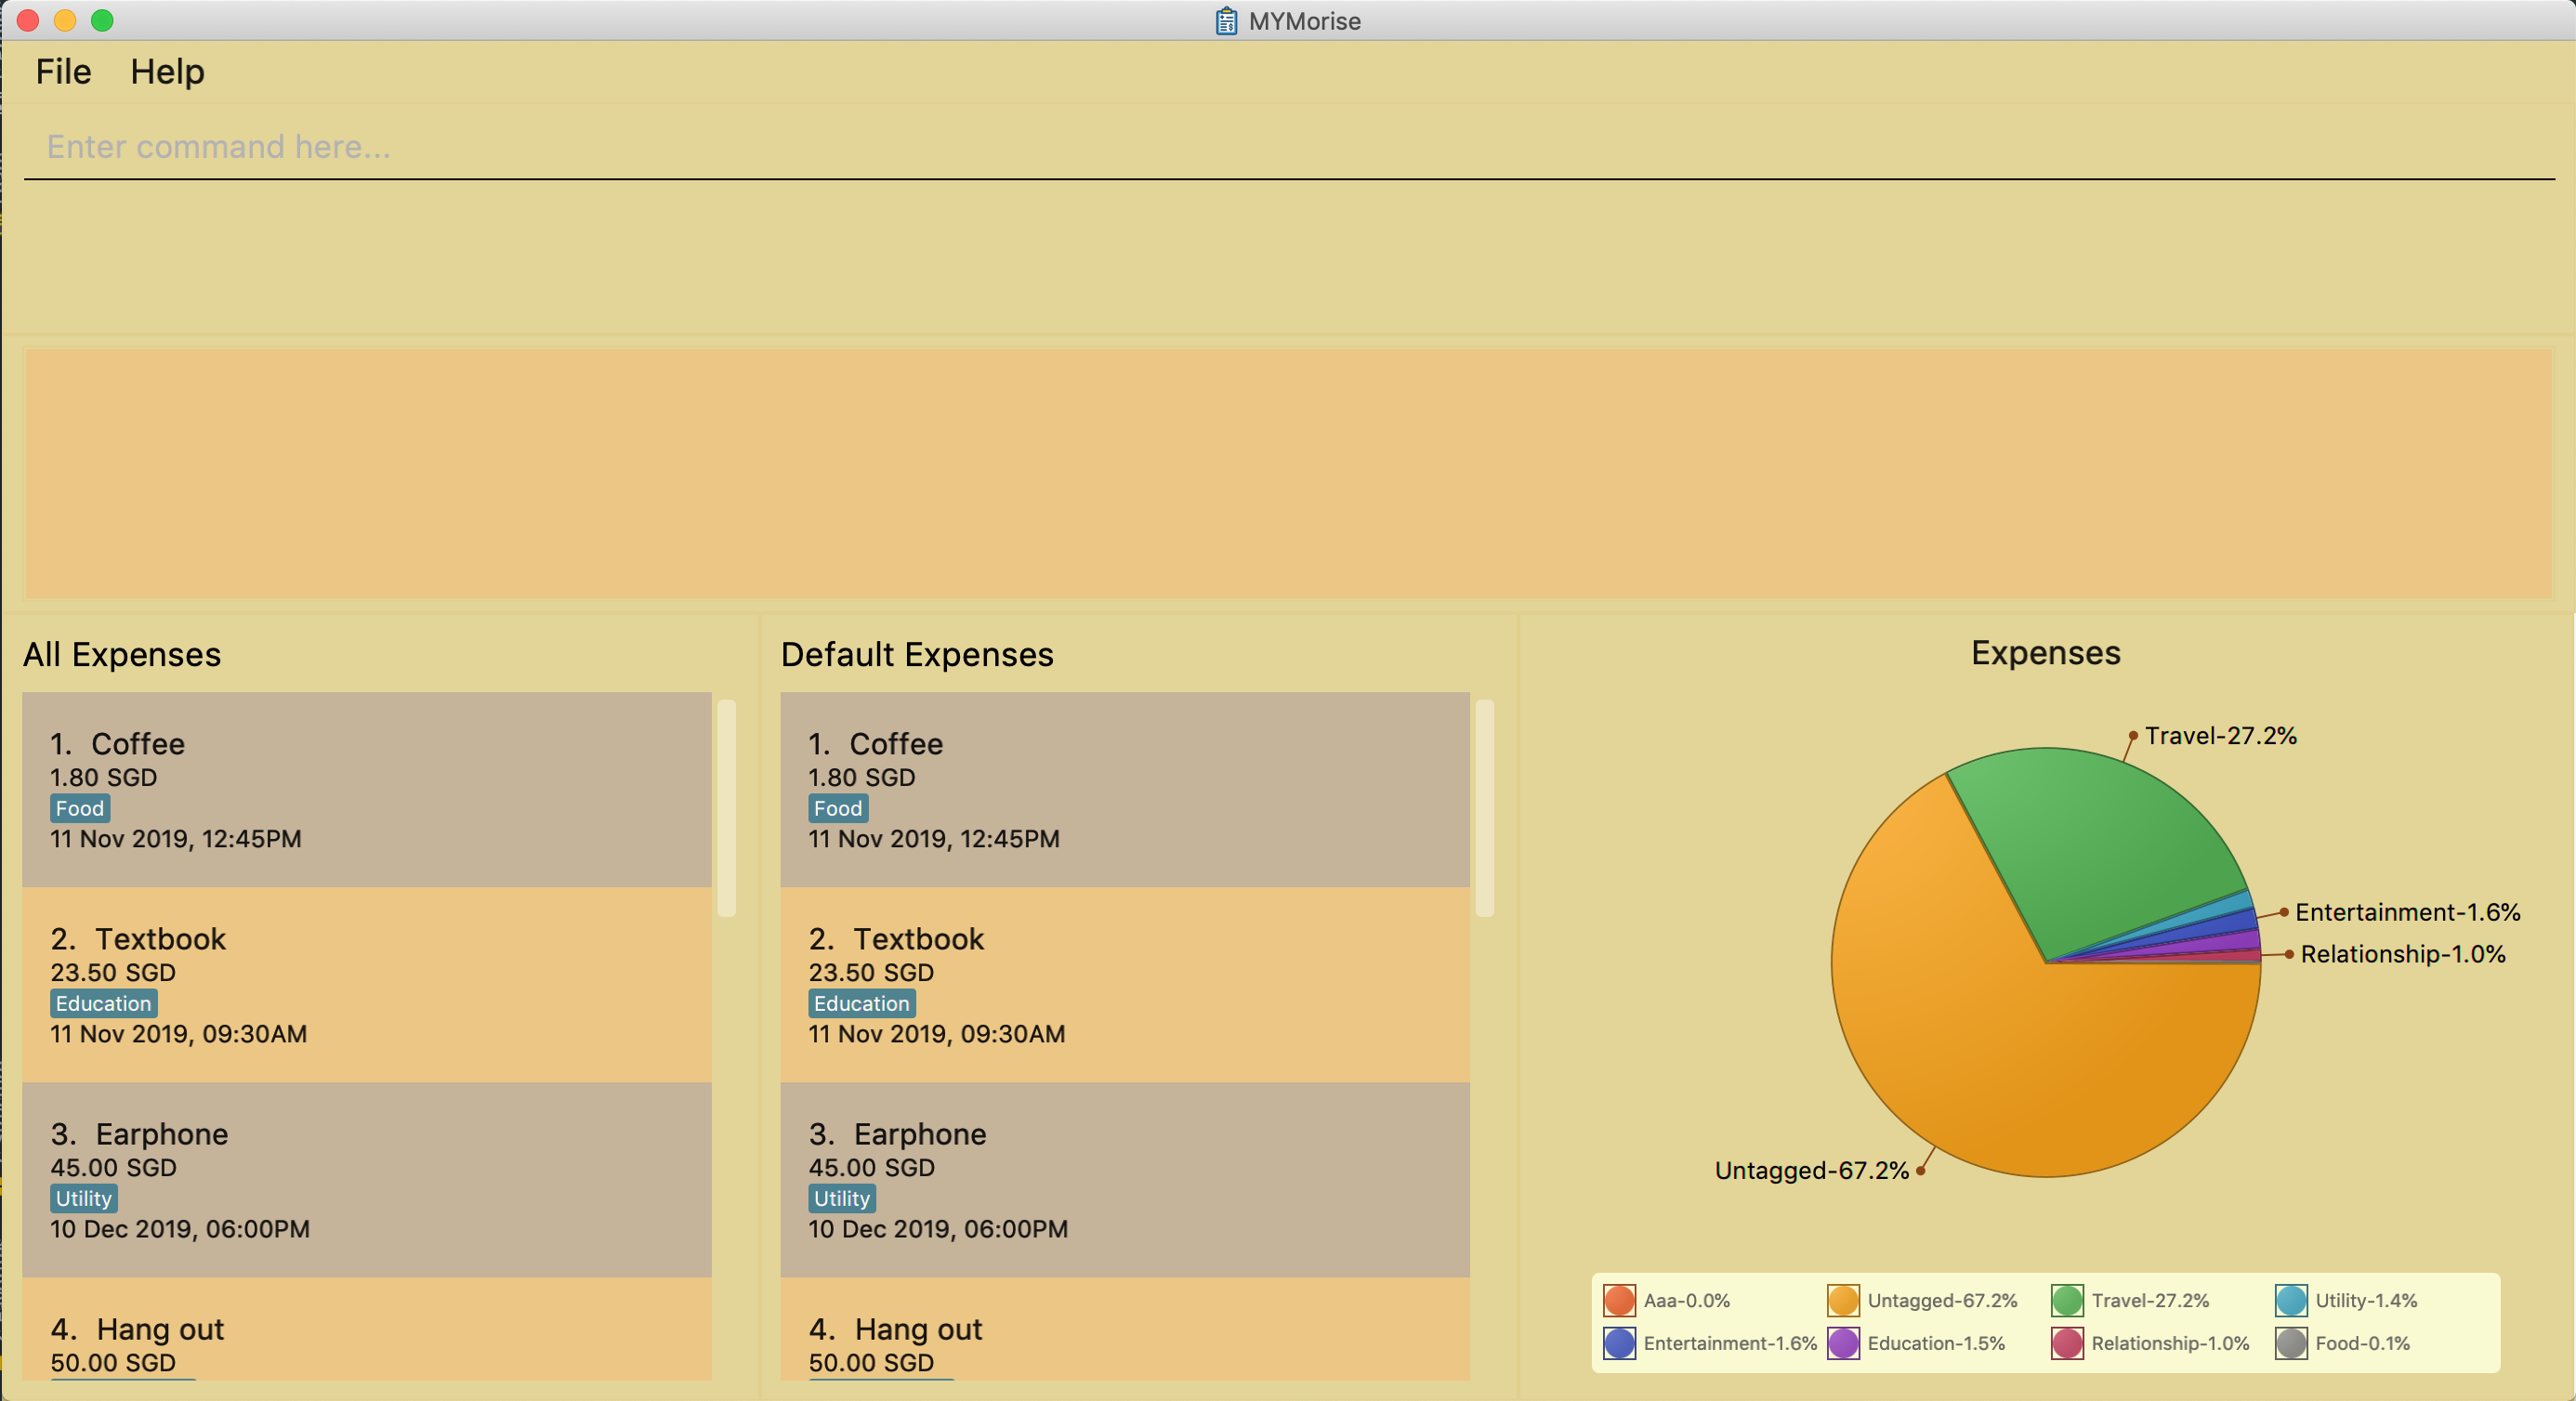 MYMorise
File Help
Enter command here...
All Expenses
1. Coffee
1.80 SGD
Food
11 Nov 2019, 12:45PM
2. Textbook
23.50 SGD
Education
11 Nov 2019, 09:30AM
3. Earphone
45.00 SGD
Utility
10 Dec 2019, 06:00PM
4. Hang out
50.00 SGD
Default Expenses
1. Coffee
1.80 SGD
Food
11 Nov 2019, 12:45PM
2. Textbook
23.50 SGD
Education
11 Nov 2019, 09:30AM
3. Earphone
45.00 SGD
Utility
10 Dec 2019, 06:00PM
4. Hang out
50.00 SGD
Expenses
Travel-27.2%
Entertainment-1.6%
Relationship-1.0%
Untagged-67.2%
Aaa-0.0% Untagged-67.2% Travel-27.2% Utility-1.4%
Entertainment-1.6% Education-1.5% Relationship-1.0% Food-0.1%